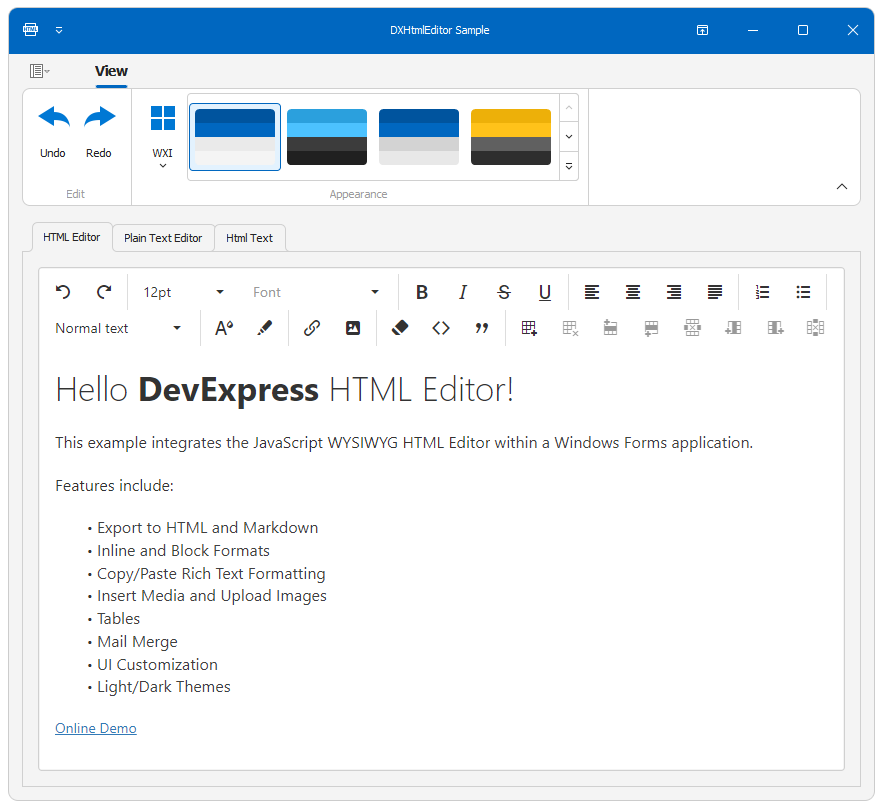 HTML
DXHtmlEditor Sample
View
Undo
Redo
WXI
Edit
Appearance
HTML Editor
Plain Text Editor
Html Text
12pt
Font
B
I
S
U
Normal text
Hello DevExpress HTML Editor!
This example integrates the JavaScript WYSIWYG HTML Editor within a Windows Forms application.
Features include:
• Export to HTML and Markdown
• Inline and Block Formats
• Copy/Paste Rich Text Formatting
• Insert Media and Upload Images
• Tables
• Mail Merge
• UI Customization
• Light/Dark Themes
Online Demo